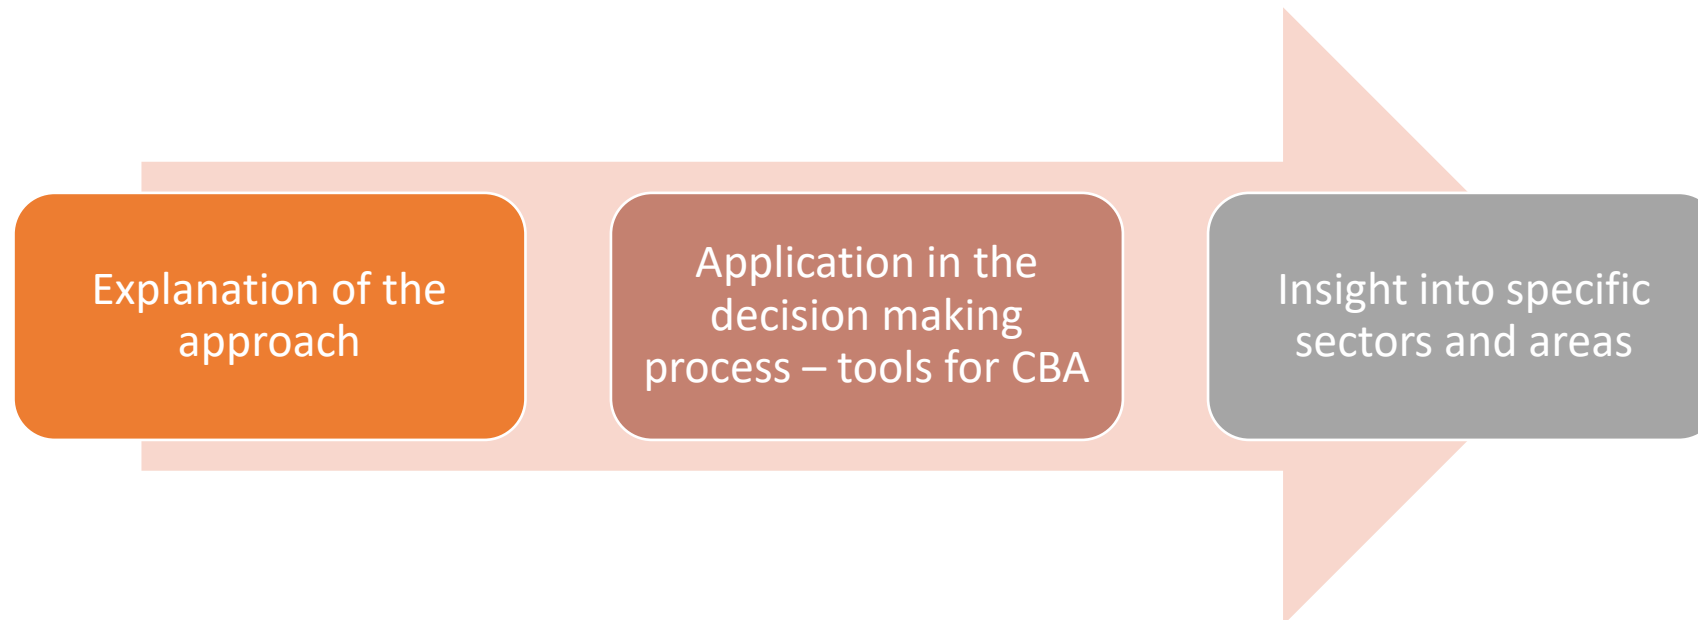 Explanation of the
approach
Application in the
decision making
process – tools for CBA
Insight into specific
sectors and areas